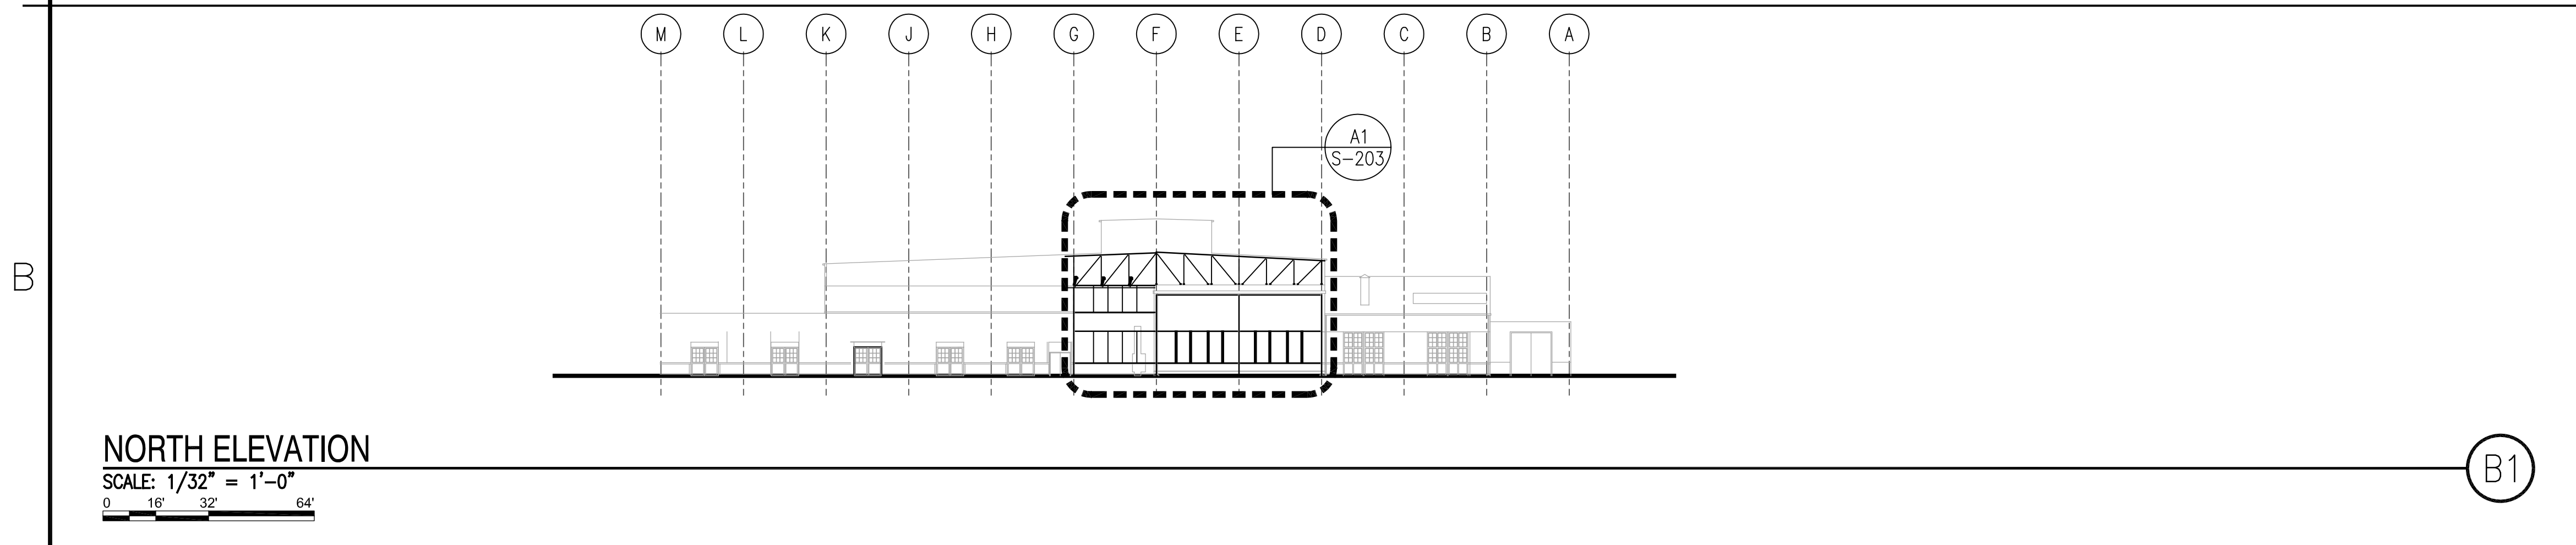 M L K J H G F E D C B A
A1
S-203
B
NORTH ELEVATION
SCALE: 1/32" = 1'-0"
0 16' 32' 64'
B1